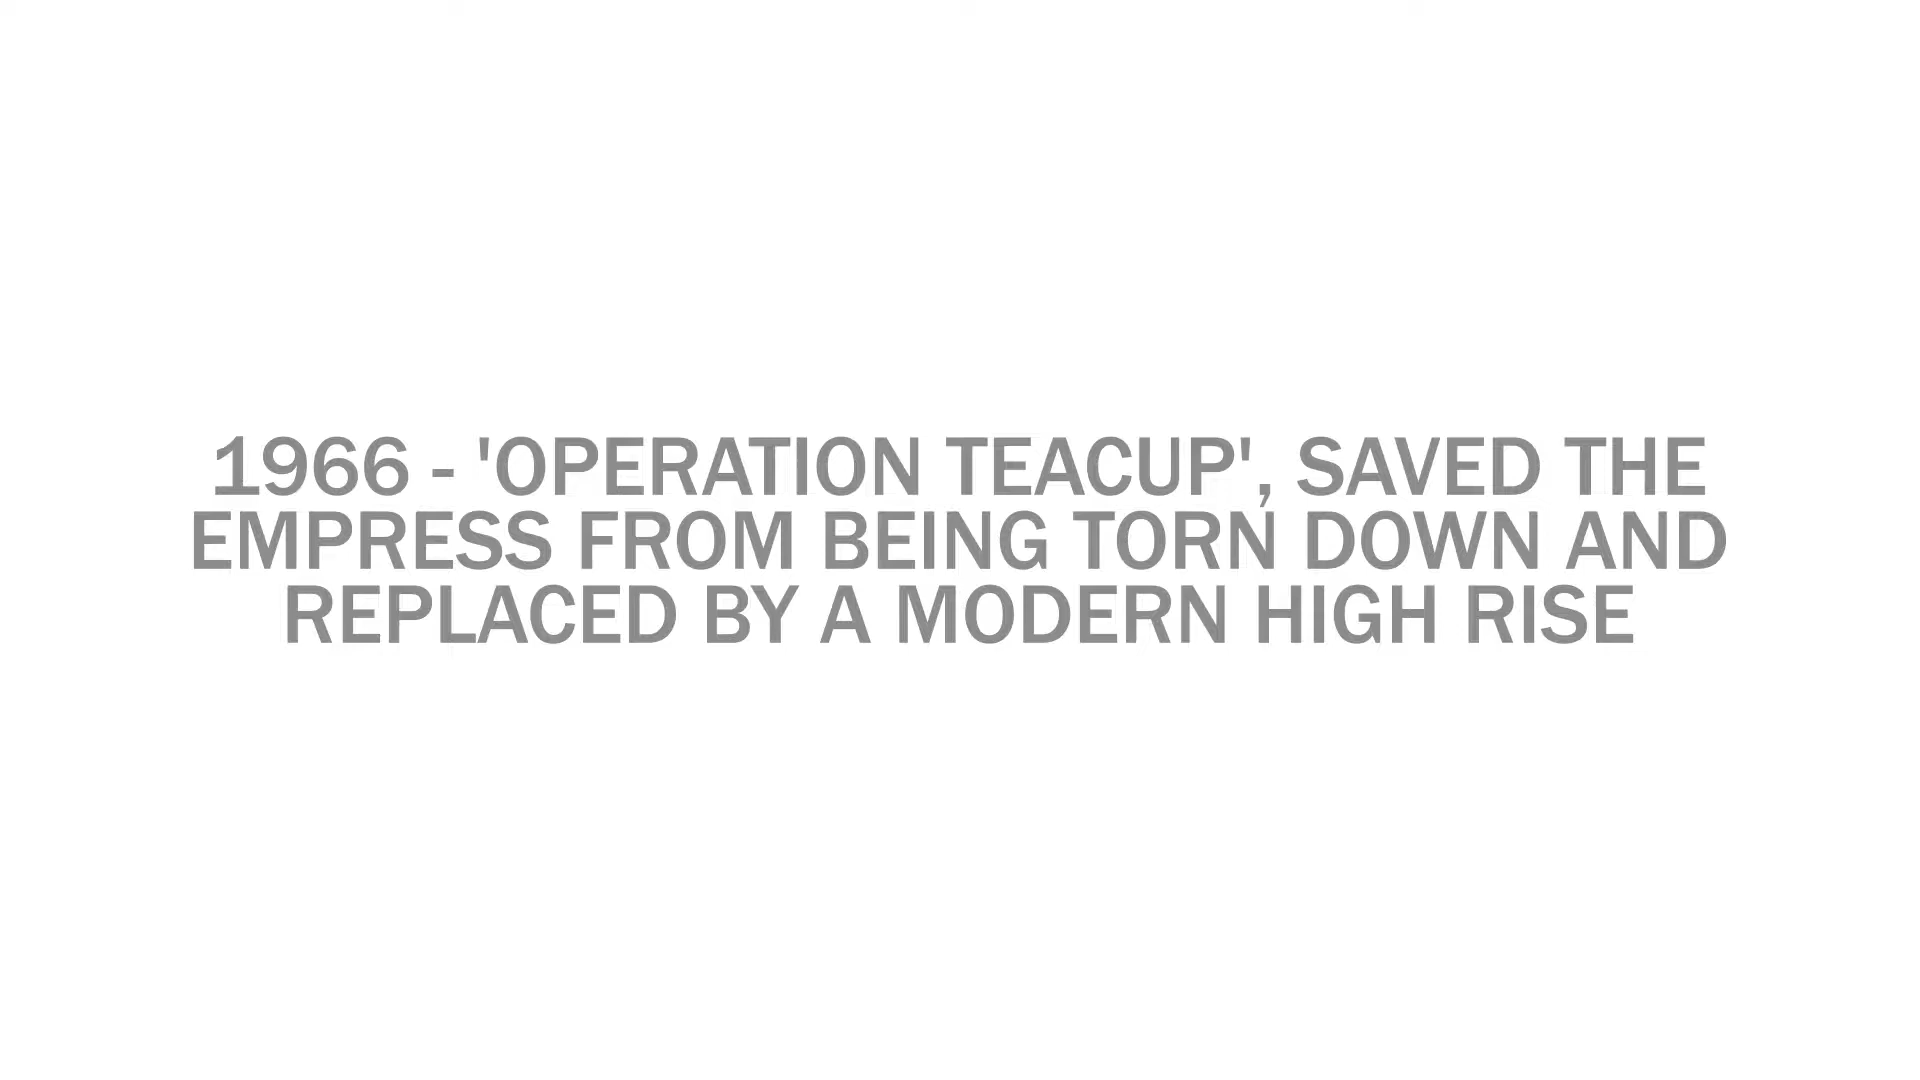 1966 - 'OPERATION TEACUP', SAVED THE
EMPRESS FROM BEING TORN DOWN AND
REPLACED BY A MODERN HIGH RISE